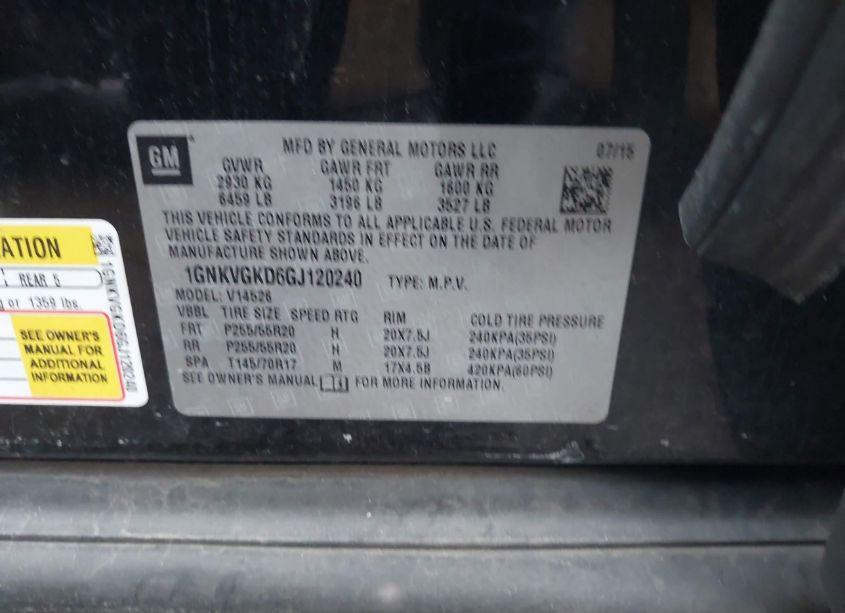 GM
MFD BY GENERAL MOTORS LLC 07/15
GVWR GAWR FRT GAWR RR
2930 KG 1450 KG 1600 KG
6459 LB 3196 LB 3527 LB
THIS VEHICLE CONFORMS TO ALL APPLICABLE U.S. FEDERAL MOTOR
VEHICLE SAFETY STANDARDS IN EFFECT ON THE DATE OF
MANUFACTURE SHOWN ABOVE.
1GNKVGKD6GJ120240 TYPE: M.P.V.
MODEL: V14526
VBBL TIRE SIZE SPEED RTG RIM COLD TIRE PRESSURE
FRT P255/55R20 H 20X7.5J 240KPA(35PSI)
RR P255/55R20 H 20X7.5J 240KPA(35PSI)
SPA T145/70R17 M 17X4.5B 420KPA(60PSI)
SEE OWNER'S MANUAL FOR MORE INFORMATION.
ATION
REAR 5
g or 1359 lbs.
SEE OWNER'S
MANUAL FOR
ADDITIONAL
INFORMATION
1GNKVGKD6GJ120240